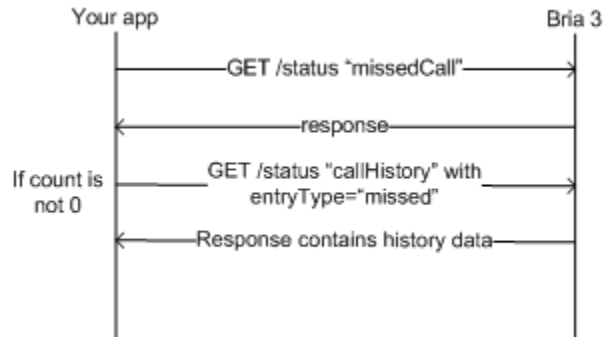 Your app
Bria 3
GET /status “missedCall”
response
If count is
not 0
GET /status “callHistory” with
entryType=“missed”
Response contains history data